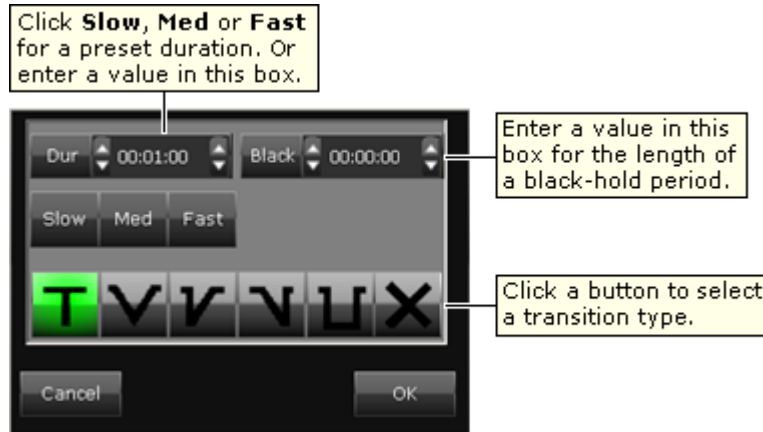 Click Slow, Med or Fast
for a preset duration. Or
enter a value in this box.
Dur 00:01:00 Black 00:00:00
Enter a value in this
box for the length of
a black-hold period.
Slow Med Fast
Click a button to select
a transition type.
Cancel OK